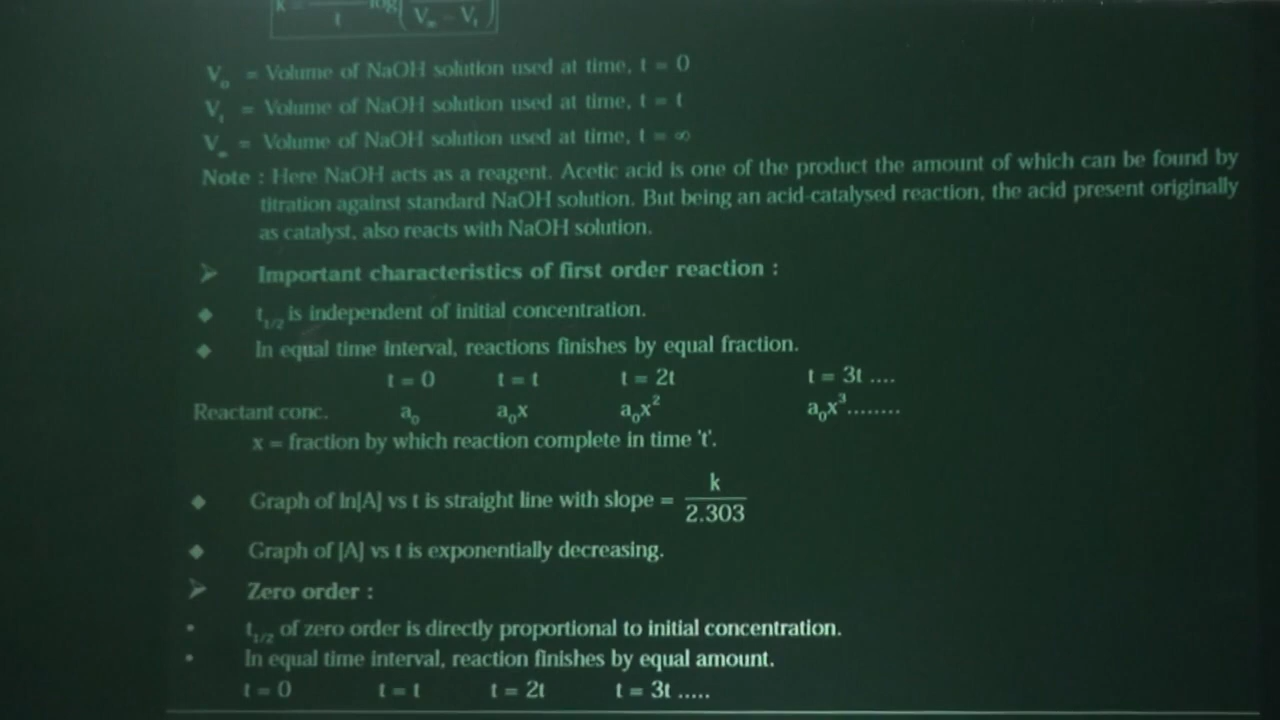 k = log
t V∞ − Vt
V0 = Volume of NaOH solution used at time, t = 0
Vt = Volume of NaOH solution used at time, t = t
V∞ = Volume of NaOH solution used at time, t = ∞
Note : Here NaOH acts as a reagent. Acetic acid is one of the product the amount of which can be found by
titration against standard NaOH solution. But being an acid-catalysed reaction, the acid present originally
as catalyst, also reacts with NaOH solution.
➢ Important characteristics of first order reaction :
◆ t1/2 is independent of initial concentration.
◆ In equal time interval, reactions finishes by equal fraction.
t = 0 t = t t = 2t t = 3t ....
Reactant conc. a0 a0x a0x² a0x³........
x = fraction by which reaction complete in time 't'.
◆ Graph of ln[A] vs t is straight line with slope = k/2.303
◆ Graph of [A] vs t is exponentially decreasing.
➢ Zero order :
• t1/2 of zero order is directly proportional to initial concentration.
• In equal time interval, reaction finishes by equal amount.
t = 0 t = t t = 2t t = 3t .....